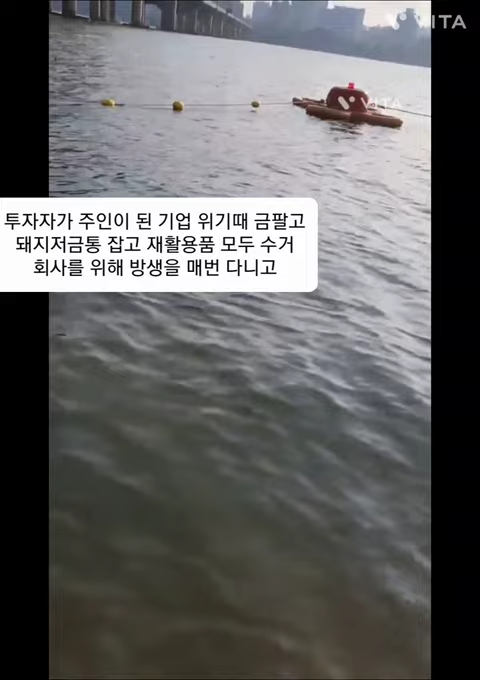 VITA
VITA
투자자가 주인이 된 기업 위기때 금팔고
돼지저금통 잡고 재활용품 모두 수거
회사를 위해 방생을 매번 다니고